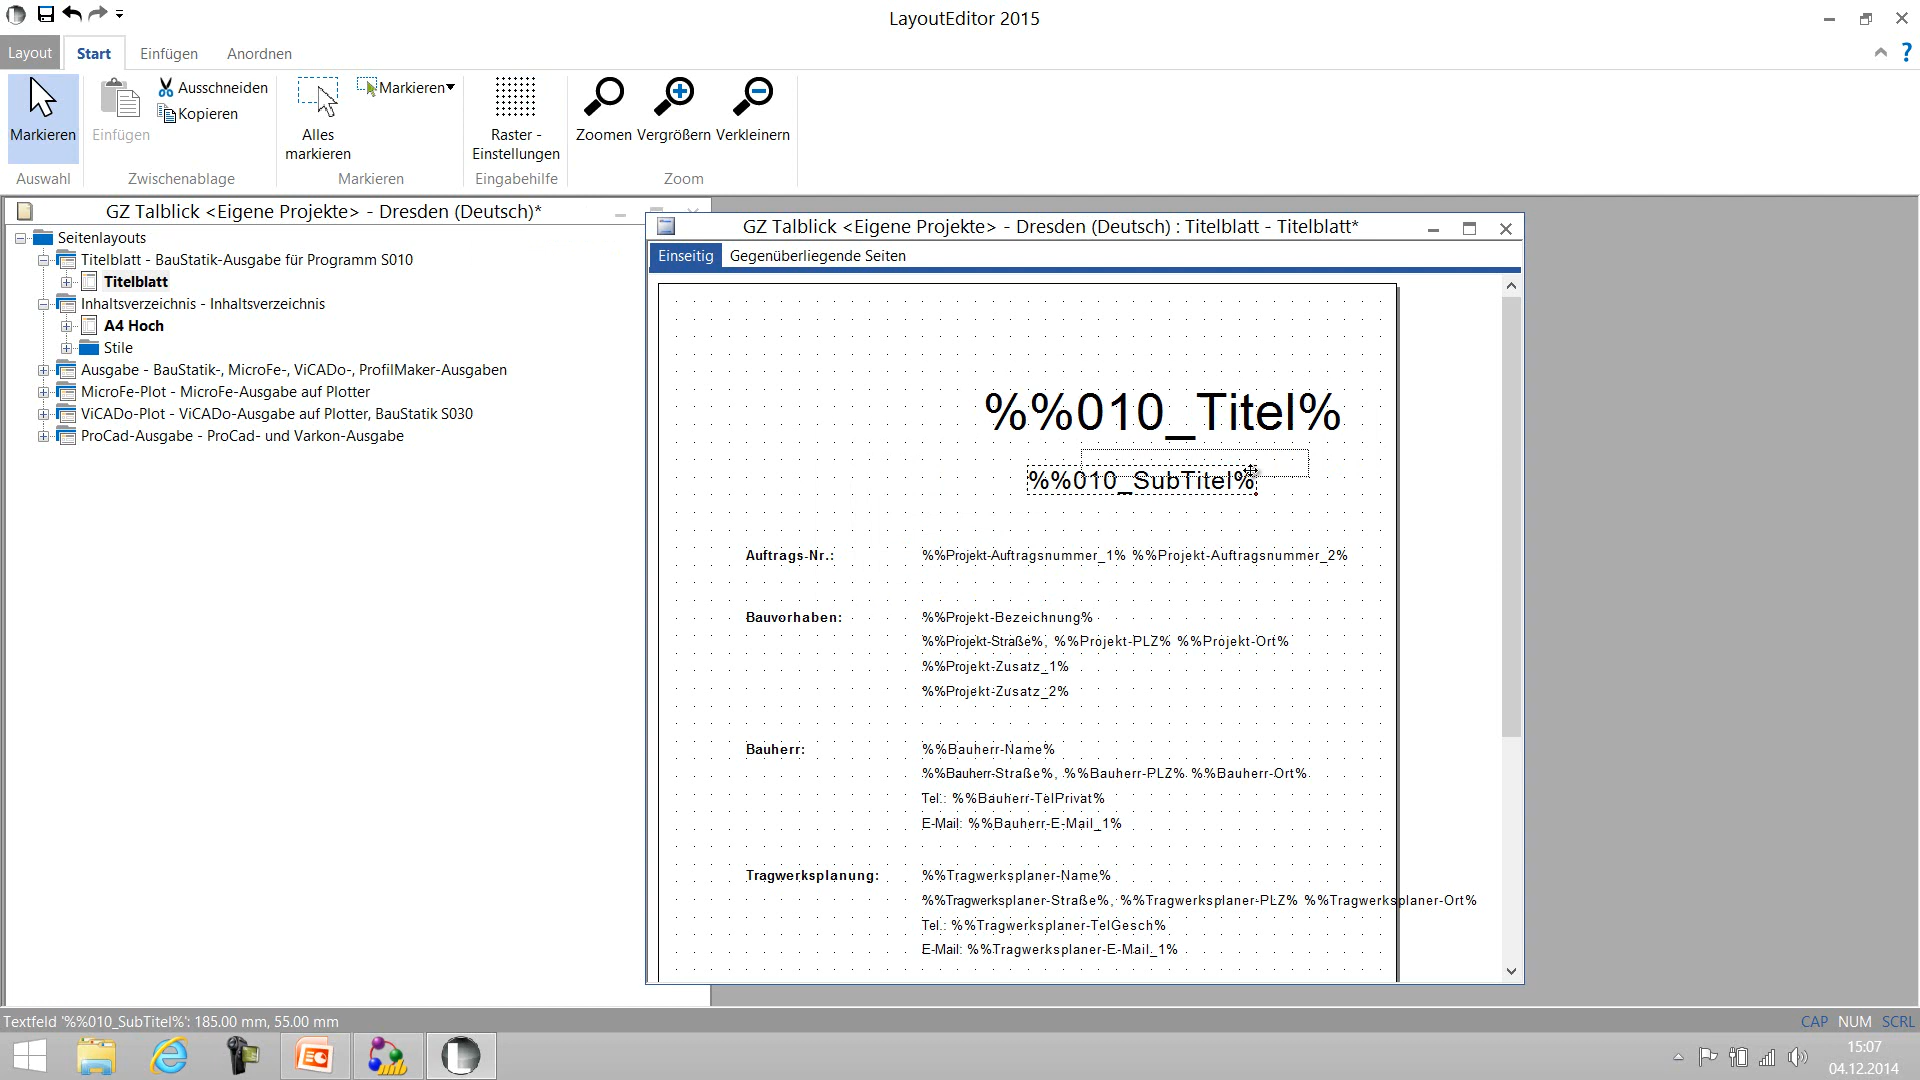 LayoutEditor 2015
Layout Start Einfügen Anordnen
Markieren
Einfügen
Ausschneiden
Kopieren
Alles markieren
Markieren
Raster - Einstellungen
Zoomen Vergrößern Verkleinern
Auswahl Zwischenablage Markieren Eingabehilfe Zoom
GZ Talblick <Eigene Projekte> - Dresden (Deutsch)*
Seitenlayouts
Titelblatt - BauStatik-Ausgabe für Programm S010
Titelblatt
Inhaltsverzeichnis - Inhaltsverzeichnis
A4 Hoch
Stile
Ausgabe - BauStatik-, MicroFe-, ViCADo-, ProfilMaker-Ausgaben
MicroFe-Plot - MicroFe-Ausgabe auf Plotter
ViCADo-Plot - ViCADo-Ausgabe auf Plotter, BauStatik S030
ProCad-Ausgabe - ProCad- und Varkon-Ausgabe
GZ Talblick <Eigene Projekte> - Dresden (Deutsch) : Titelblatt - Titelblatt*
Einseitig Gegenüberliegende Seiten
%%010_Titel%
%%010_SubTitel%
Auftrags-Nr.: %%Projekt-Auftragsnummer_1% %%Projekt-Auftragsnummer_2%
Bauvorhaben: %%Projekt-Bezeichnung%
%%Projekt-Straße%, %%Projekt-PLZ% %%Projekt-Ort%
%%Projekt-Zusatz_1%
%%Projekt-Zusatz_2%
Bauherr: %%Bauherr-Name%
%%Bauherr-Straße%, %%Bauherr-PLZ% %%Bauherr-Ort%
Tel.: %%Bauherr-TelPrivat%
E-Mail: %%Bauherr-E-Mail_1%
Tragwerksplanung: %%Tragwerksplaner-Name%
%%Tragwerksplaner-Straße%, %%Tragwerksplaner-PLZ% %%Tragwerksplaner-Ort%
Tel.: %%Tragwerksplaner-TelGesch%
E-Mail: %%Tragwerksplaner-E-Mail_1%
Textfeld '%%010_SubTitel%': 185.00 mm, 55.00 mm
CAP NUM SCRL
15:07
04.12.2014